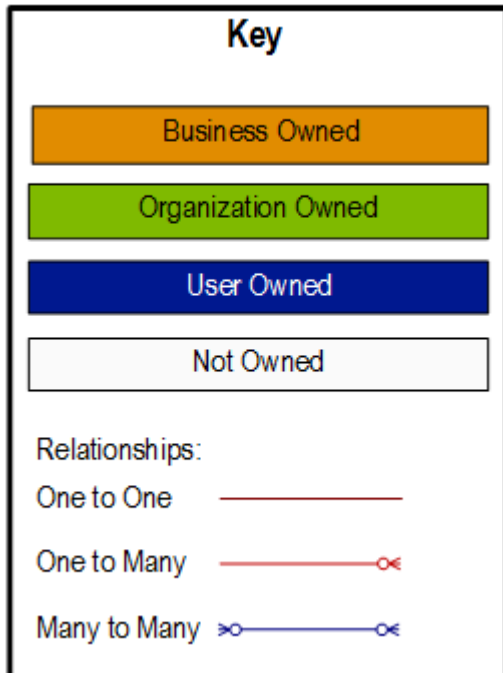 Key
Business Owned
Organization Owned
User Owned
Not Owned
Relationships:
One to One
One to Many
Many to Many